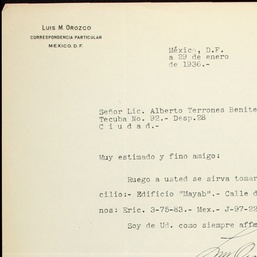 LUIS M. OROZCO
CORRESPONDENCIA PARTICULAR
MEXICO. D. F.
México, D.F.
a 29 de enero
de 1936.-
Señor Lic. Alberto Terrones Benite
Tecuba No. 92.- Desp.28
C i u d a d.-
Muy estimado y fino amigo:
Ruego a usted se sirva tomar
cilio:- Edificio "Mayab".- Calle d
nos: Eric. 3-75-83.- Mex.- J-97-22
Soy de Ud. como siempre affm